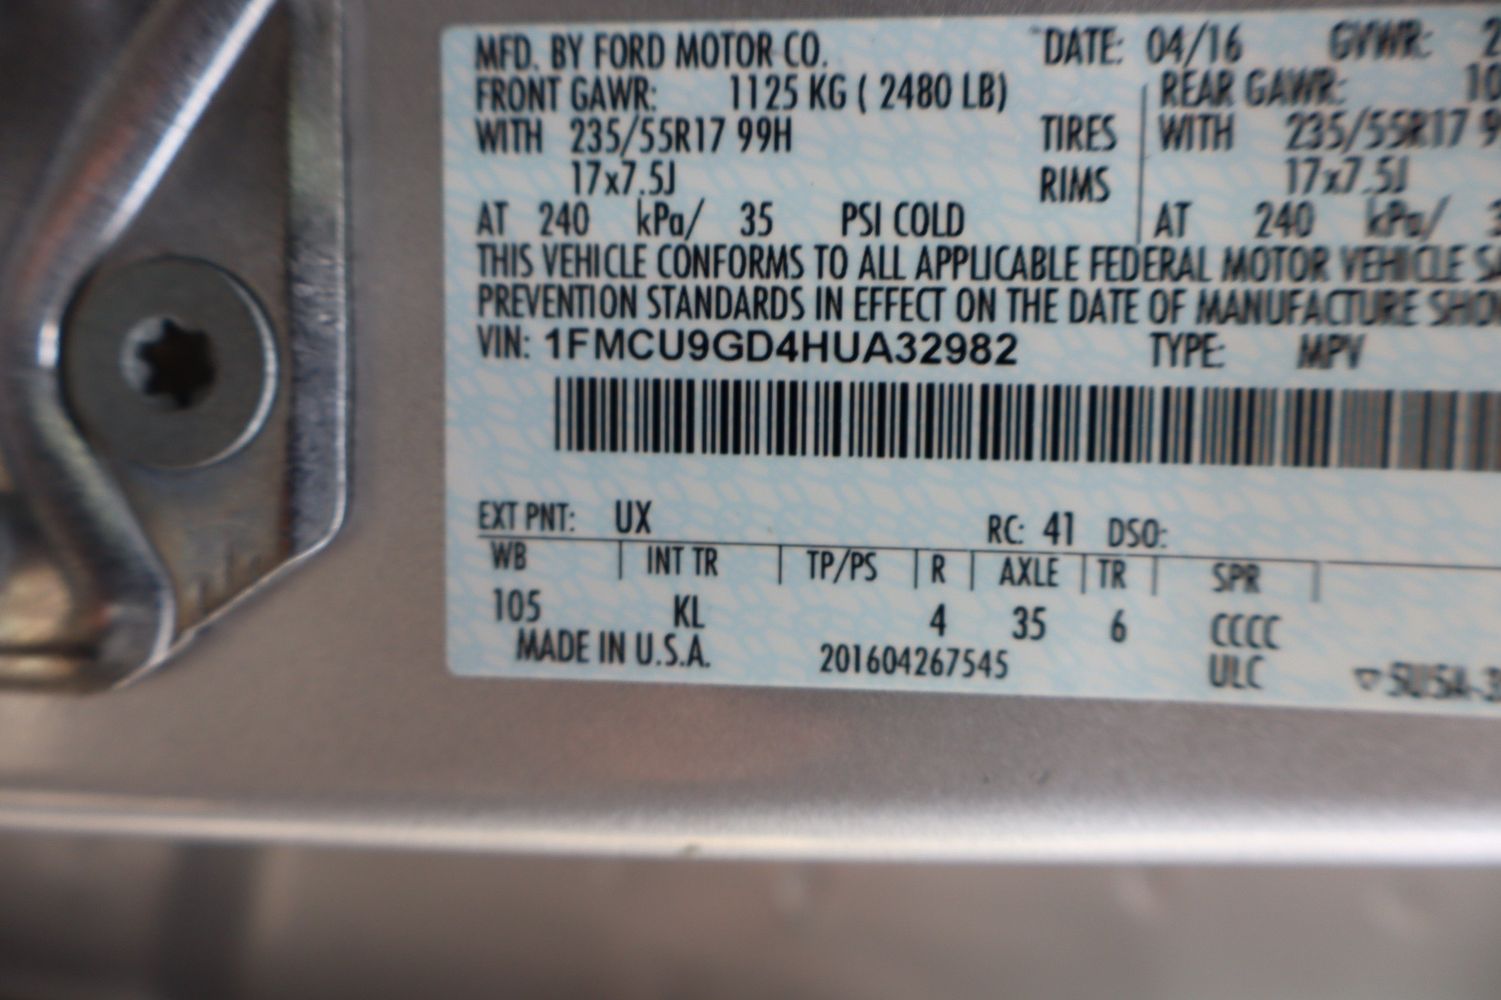 MFD. BY FORD MOTOR CO. DATE: 04/16 GVWR:
FRONT GAWR: 1125 KG ( 2480 LB) REAR GAWR:
WITH 235/55R17 99H TIRES WITH 235/55R17
17x7.5J RIMS 17x7.5J
AT 240 kPa/ 35 PSI COLD AT 240 kPa/
THIS VEHICLE CONFORMS TO ALL APPLICABLE FEDERAL MOTOR VEHICLE
PREVENTION STANDARDS IN EFFECT ON THE DATE OF MANUFACTURE
VIN: 1FMCU9GD4HUA32982 TYPE: MPV
EXT PNT: UX RC: 41 DSO:
WB INT TR TP/PS R AXLE TR SPR
105 KL 4 35 6 CCCC
MADE IN U.S.A. 201604267545 ULC